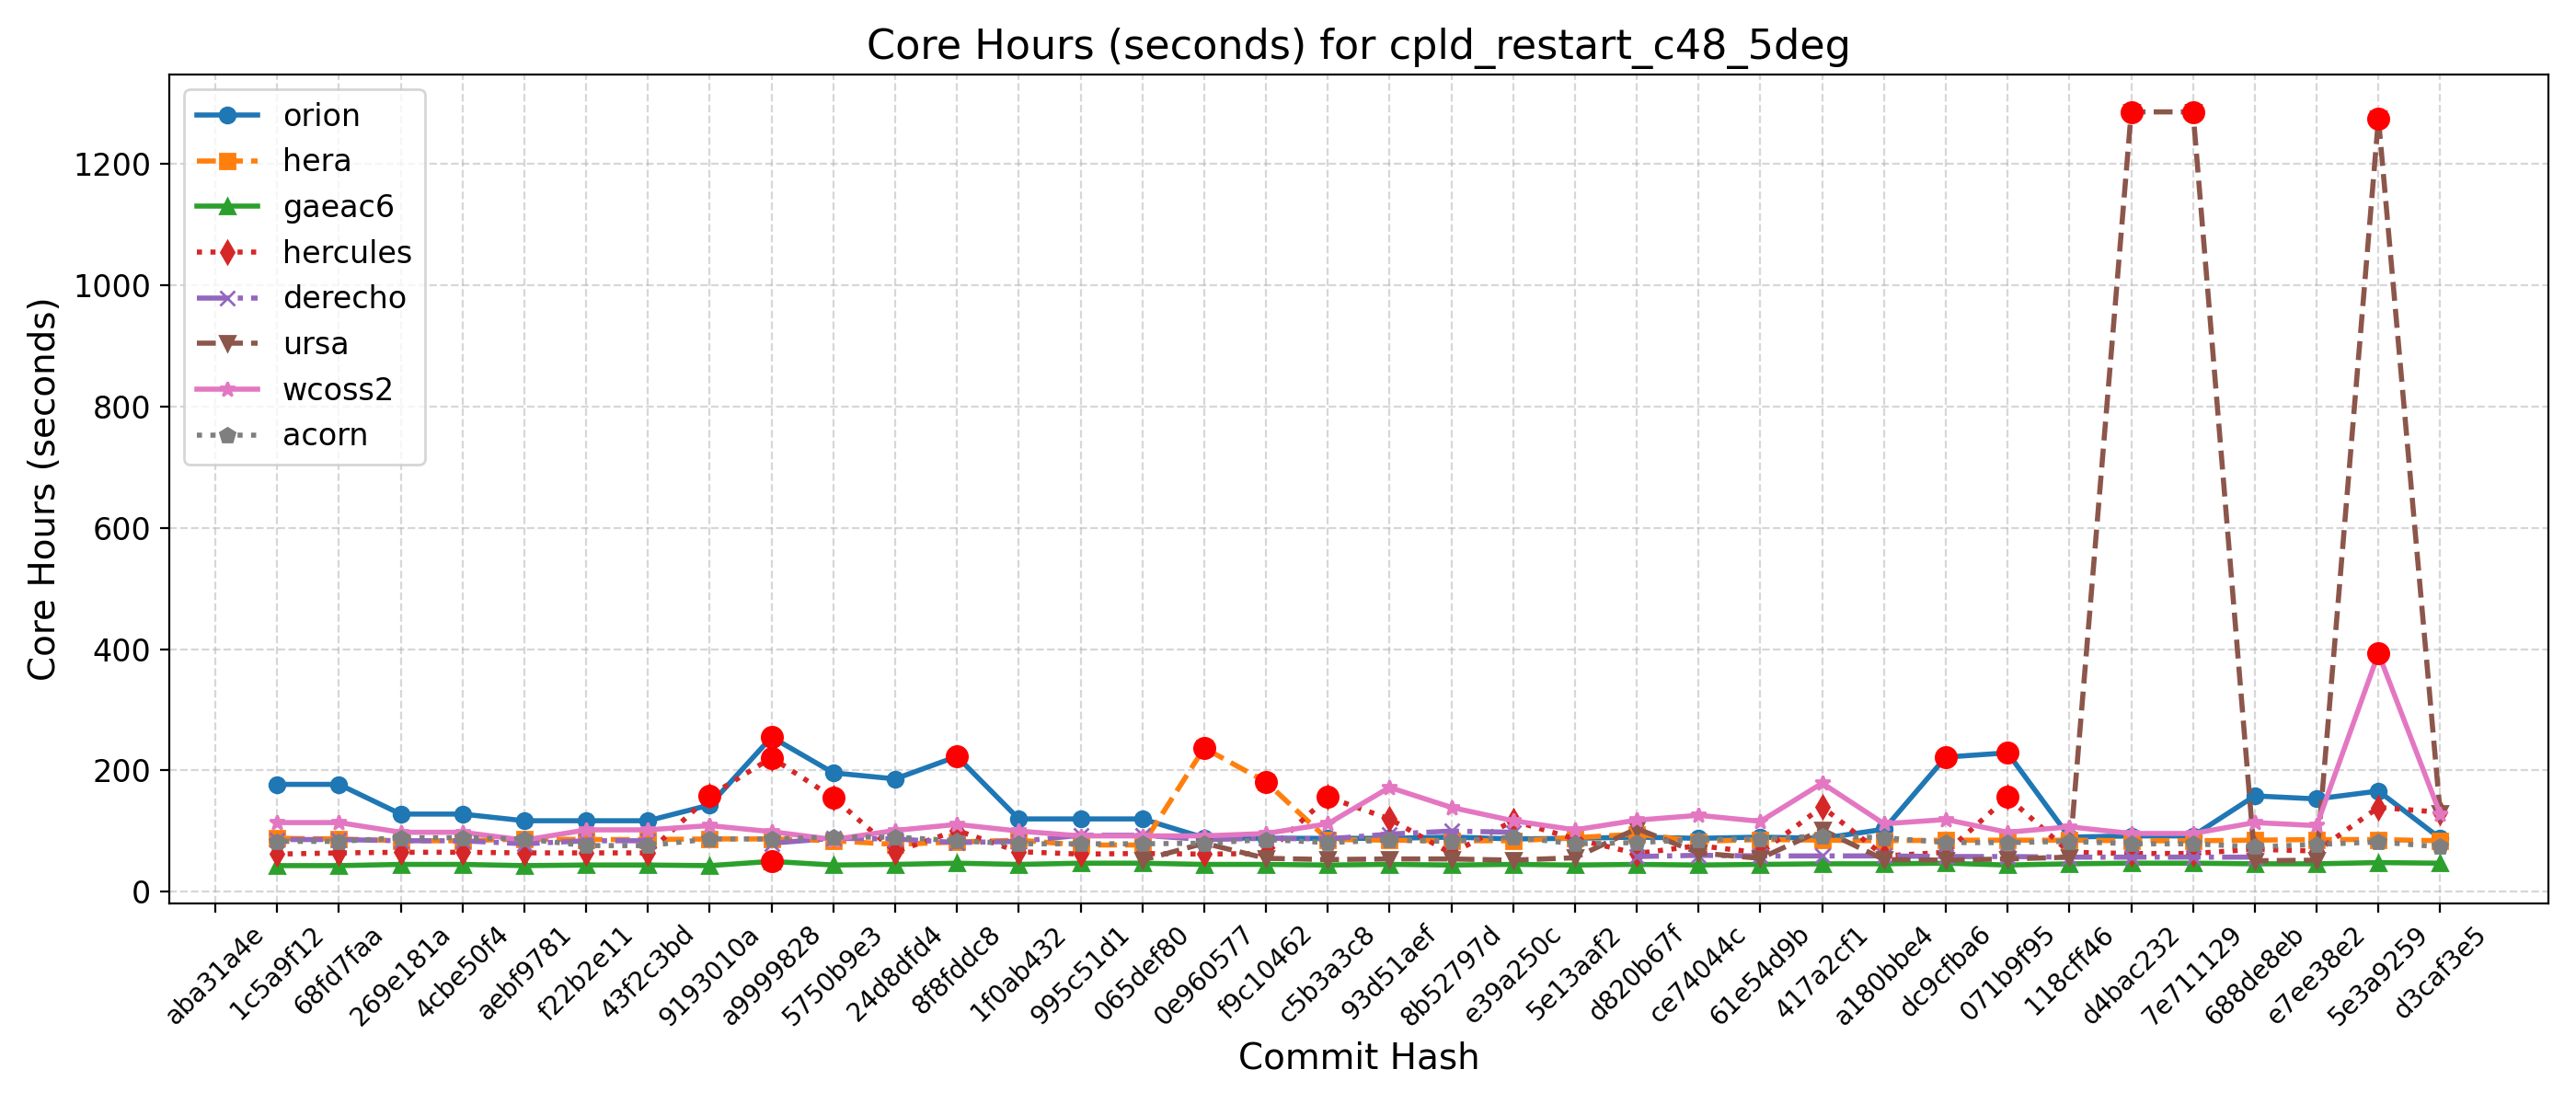 Core Hours (seconds) for cpld_restart_c48_5deg
orion
hera
gaeac6
hercules
derecho
ursa
wcoss2
acorn
Core Hours (seconds)
1200
1000
800
600
400
200
0
aba31a4e
1c5a9f12
68fd7faa
269e181a
4cbe50f4
aebf9781
f22b2e11
43f2c3bd
9193010a
a9999828
5750b9e3
24d8dfd4
8f8fddc8
1f0ab432
995c51d1
065def80
0e960577
f9c10462
c5b3a3c8
93d51aef
8b52797d
e39a250c
5e13aaf2
d820b67f
ce74044c
61e54d9b
417a2cf1
a180bbe4
dc9cfba6
071b9f95
118cff46
d4bac232
7e711129
688de8eb
e7ee38e2
5e3a9259
d3caf3e5
Commit Hash